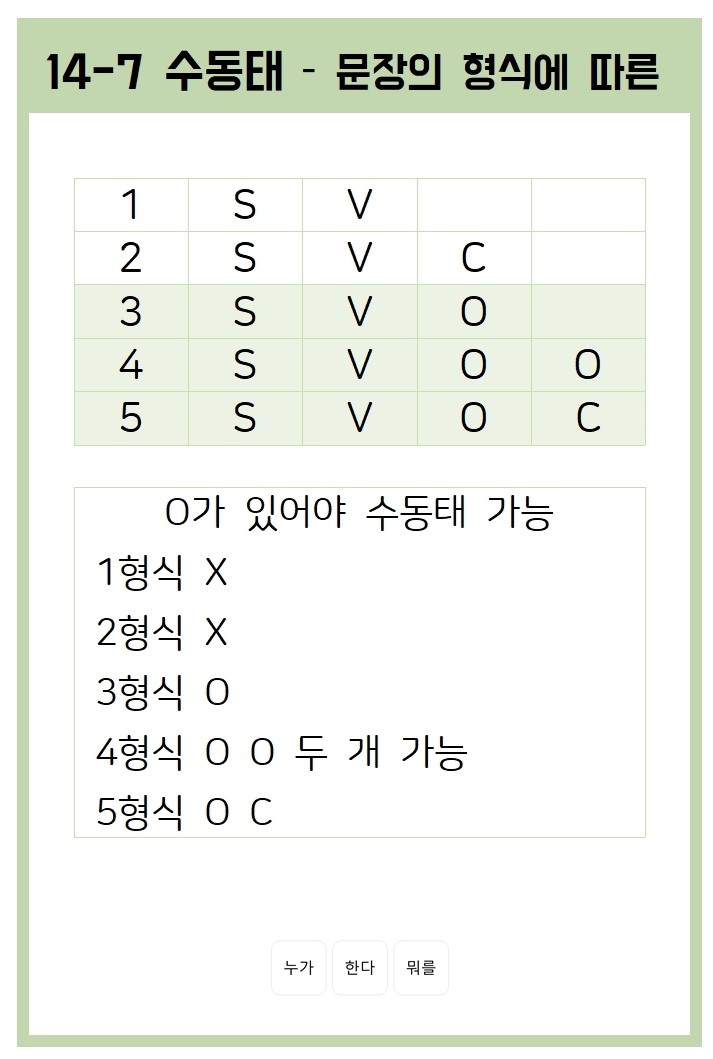 14-7 수동태 - 문장의 형식에 따른
1 S V
2 S V C
3 S V O
4 S V O O
5 S V O C
O가 있어야 수동태 가능
1형식 X
2형식 X
3형식 O
4형식 O O 두 개 가능
5형식 O C
누가 한다 뭐를